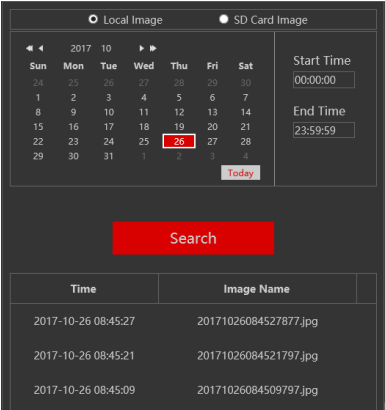 Local Image SD Card Image
2017 10
Sun Mon Tue Wed Thu Fri Sat
24 25 26 27 28 29 30
1 2 3 4 5 6 7
8 9 10 11 12 13 14
15 16 17 18 19 20 21
22 23 24 25 26 27 28
29 30 31 1 2 3 4
Today
Start Time
00:00:00
End Time
23:59:59
Search
Time Image Name
2017-10-26 08:45:27 20171026084527877.jpg
2017-10-26 08:45:21 20171026084521797.jpg
2017-10-26 08:45:09 20171026084509797.jpg